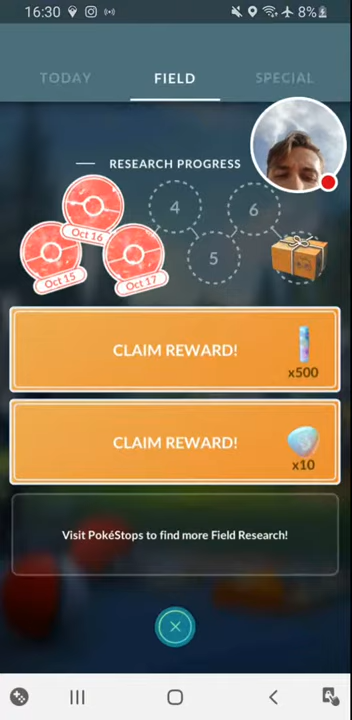 16:30 8%
TODAY FIELD SPECIAL
RESEARCH PROGRESS
4 6
Oct 16
5
Oct 15 Oct 17
CLAIM REWARD!
x500
CLAIM REWARD!
x10
Visit PokéStops to find more Field Research!